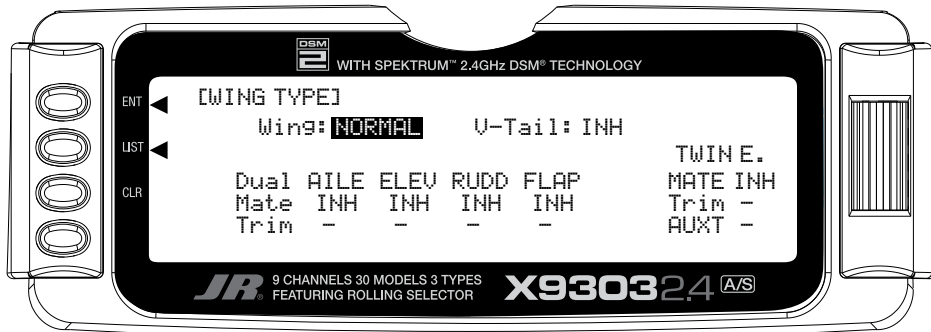 DSM
2 WITH SPEKTRUM™ 2.4GHz DSM® TECHNOLOGY
ENT
LIST
CLR
[WING TYPE]
Wing: NORMAL V-Tail: INH
TWIN E.
Dual AILE ELEV RUDD FLAP MATE INH
Mate INH INH INH INH Trim -
Trim - - - - AUXT -
JR® 9 CHANNELS 30 MODELS 3 TYPES
FEATURING ROLLING SELECTOR
X9303 2.4 A/S